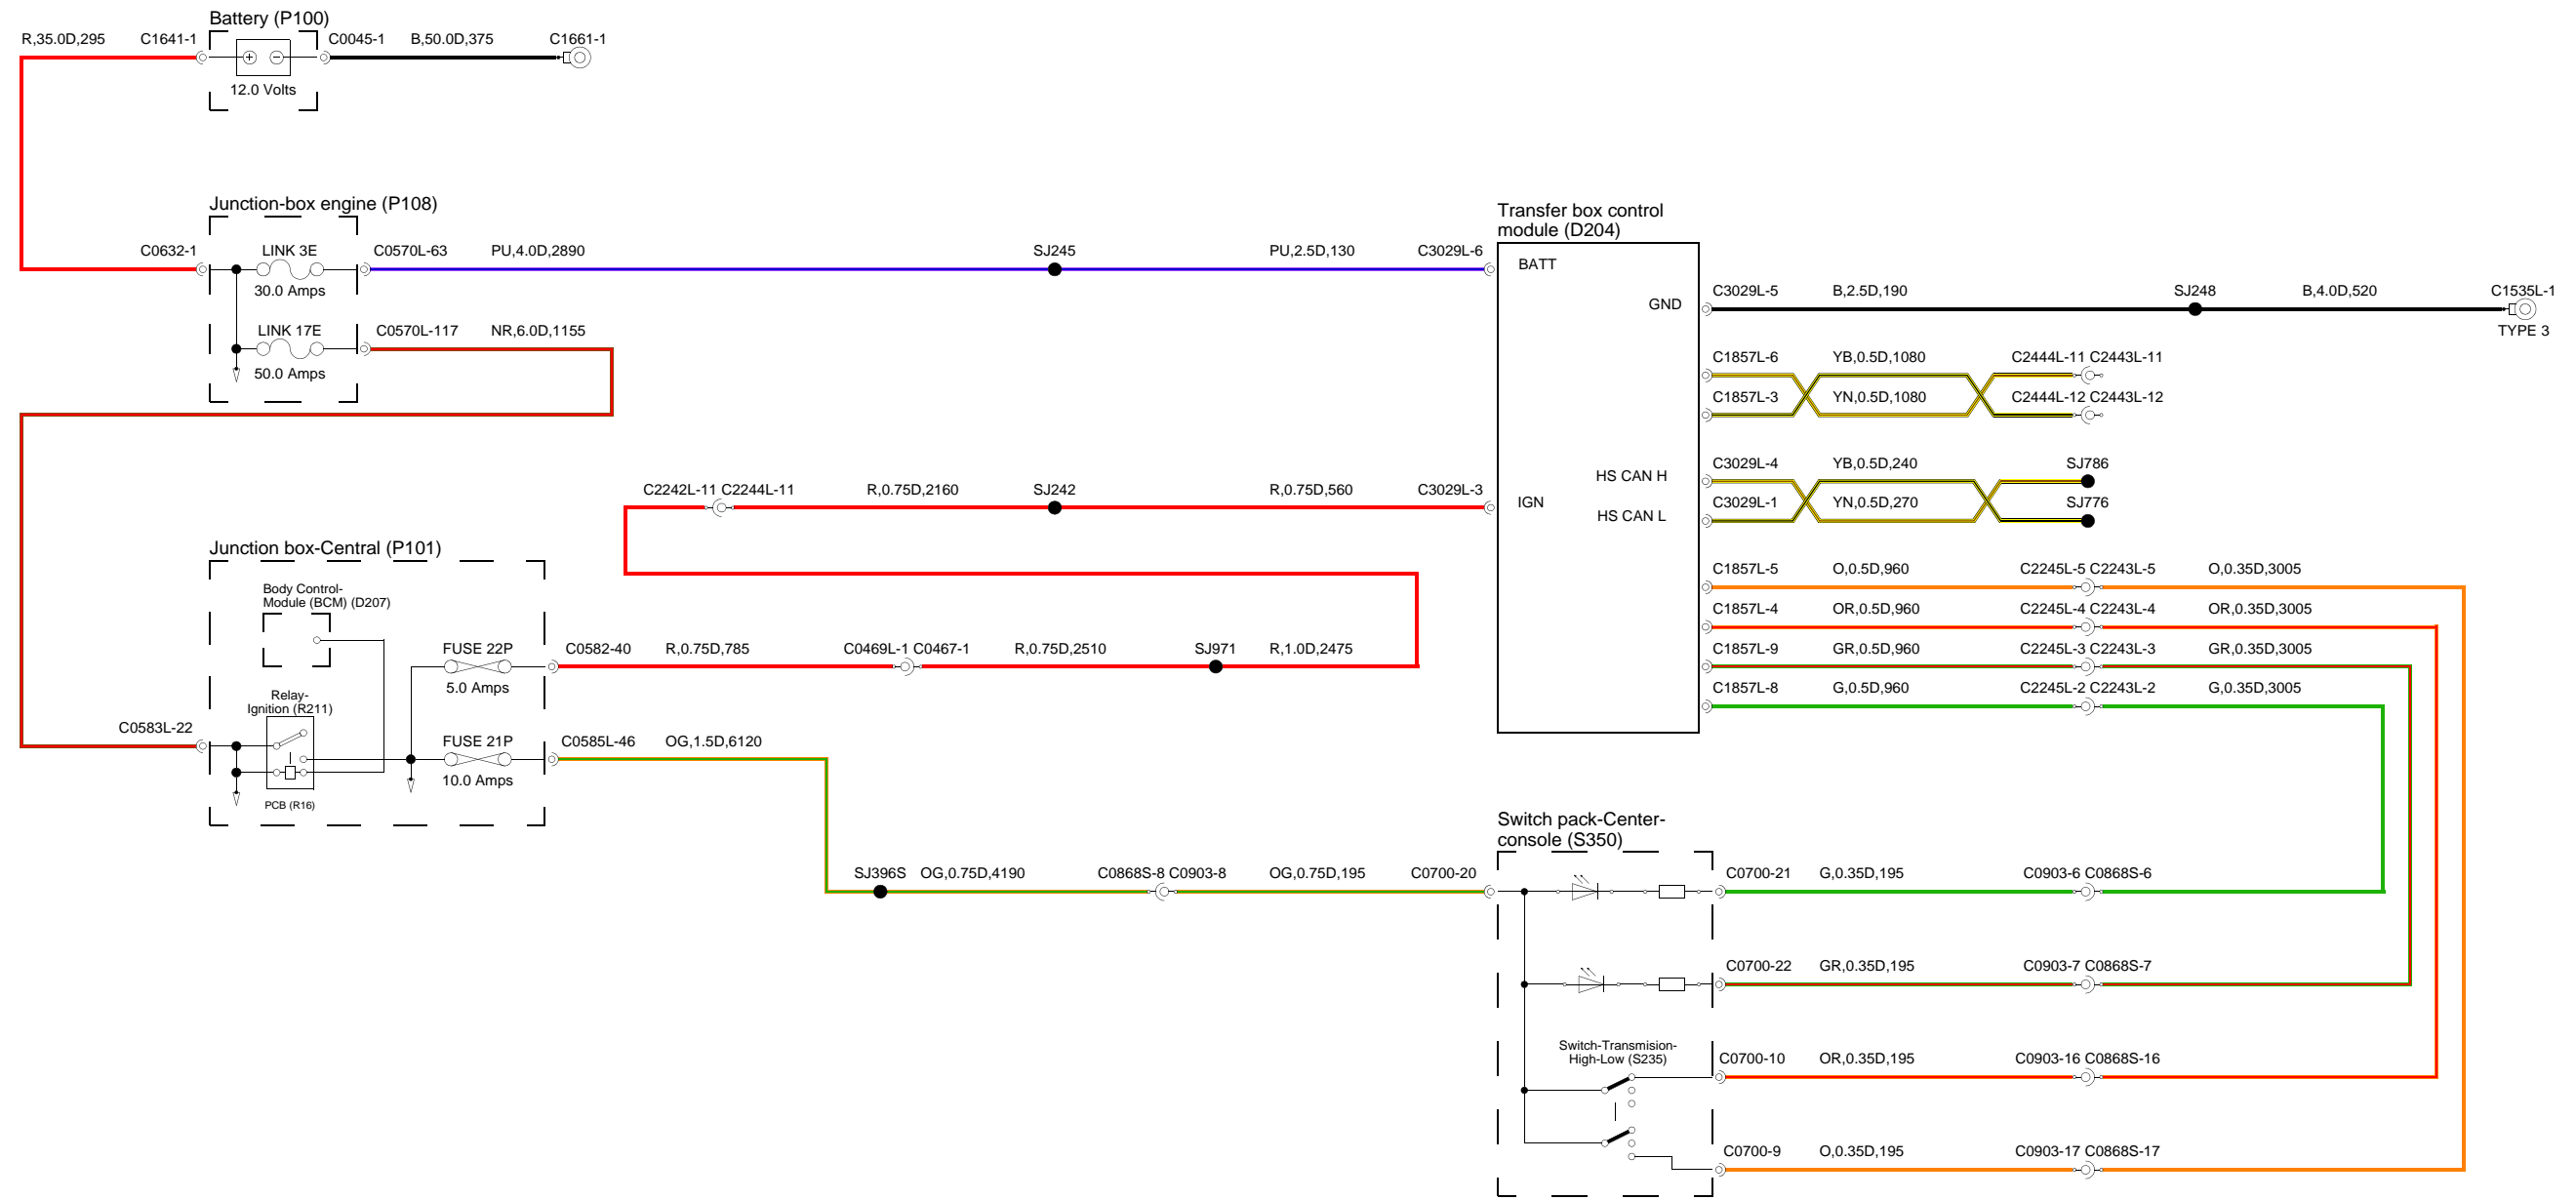 Battery (P100)
R,35.0D,295
C1641-1
C0045-1
B,50.0D,375
C1661-1
12.0 Volts
Junction-box engine (P108)
C0632-1
LINK 3E
30.0 Amps
C0570L-63
PU,4.0D,2890
SJ245
PU,2.5D,130
C3029L-6
LINK 17E
50.0 Amps
C0570L-117
NR,6.0D,1155
Transfer box control
module (D204)
BATT
GND
IGN
HS CAN H
HS CAN L
C3029L-5
B,2.5D,190
SJ248
B,4.0D,520
C1535L-1
TYPE 3
C1857L-6
YB,0.5D,1080
C2444L-11 C2443L-11
C1857L-3
YN,0.5D,1080
C2444L-12 C2443L-12
C3029L-4
YB,0.5D,240
SJ786
C3029L-1
YN,0.5D,270
SJ776
C2242L-11 C2244L-11
R,0.75D,2160
SJ242
R,0.75D,560
C3029L-3
C1857L-5
O,0.5D,960
C2245L-5 C2243L-5
O,0.35D,3005
C1857L-4
OR,0.5D,960
C2245L-4 C2243L-4
OR,0.35D,3005
C1857L-9
GR,0.5D,960
C2245L-3 C2243L-3
GR,0.35D,3005
C1857L-8
G,0.5D,960
C2245L-2 C2243L-2
G,0.35D,3005
Junction box-Central (P101)
Body Control-
Module (BCM) (D207)
FUSE 22P
5.0 Amps
C0582-40
R,0.75D,785
C0469L-1 C0467-1
R,0.75D,2510
SJ971
R,1.0D,2475
Relay-
Ignition (R211)
C0583L-22
PCB (R16)
FUSE 21P
10.0 Amps
C0585L-46
OG,1.5D,6120
SJ396S
OG,0.75D,4190
C0868S-8 C0903-8
OG,0.75D,195
C0700-20
Switch pack-Center-
console (S350)
C0700-21
G,0.35D,195
C0903-6 C0868S-6
C0700-22
GR,0.35D,195
C0903-7 C0868S-7
Switch-Transmision-
High-Low (S235)
C0700-10
OR,0.35D,195
C0903-16 C0868S-16
C0700-9
O,0.35D,195
C0903-17 C0868S-17